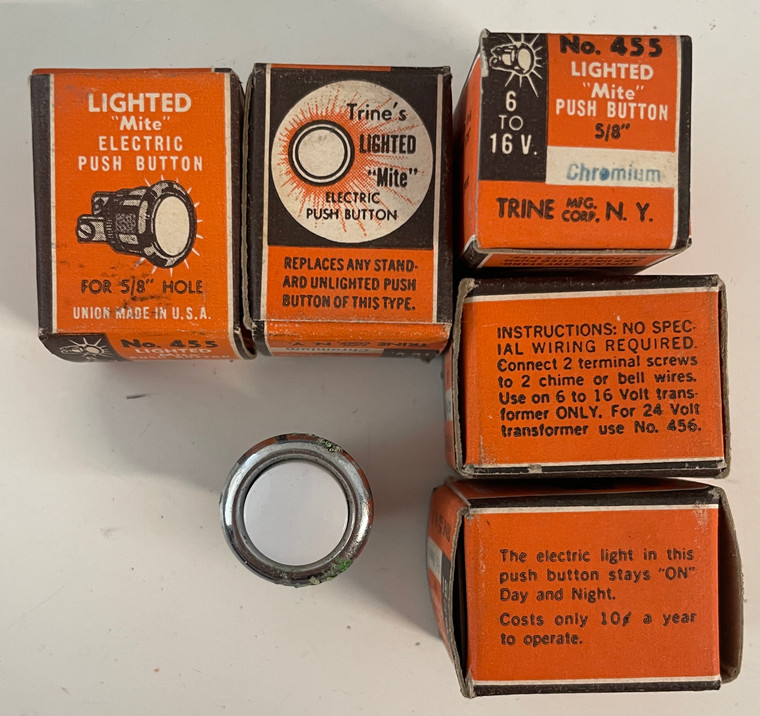 LIGHTED
"Mite"
ELECTRIC
PUSH BUTTON
FOR 5/8" HOLE
UNION MADE IN U.S.A.
No. 455
Trine's
LIGHTED
"Mite"
ELECTRIC
PUSH BUTTON
REPLACES ANY STAND-
ARD UNLIGHTED PUSH
BUTTON OF THIS TYPE.
Chromium
No. 455
LIGHTED
"Mite"
PUSH BUTTON
5/8"
6
TO
16 V.
Chromium
TRINE MFG. CORP. N. Y.
INSTRUCTIONS: NO SPEC-
IAL WIRING REQUIRED.
Connect 2 terminal screws
to 2 chime or bell wires.
Use on 6 to 16 Volt trans-
former ONLY. For 24 Volt
transformer use No. 456.
The electric light in this
push button stays "ON"
Day and Night.
Costs only 10¢ a year
to operate.